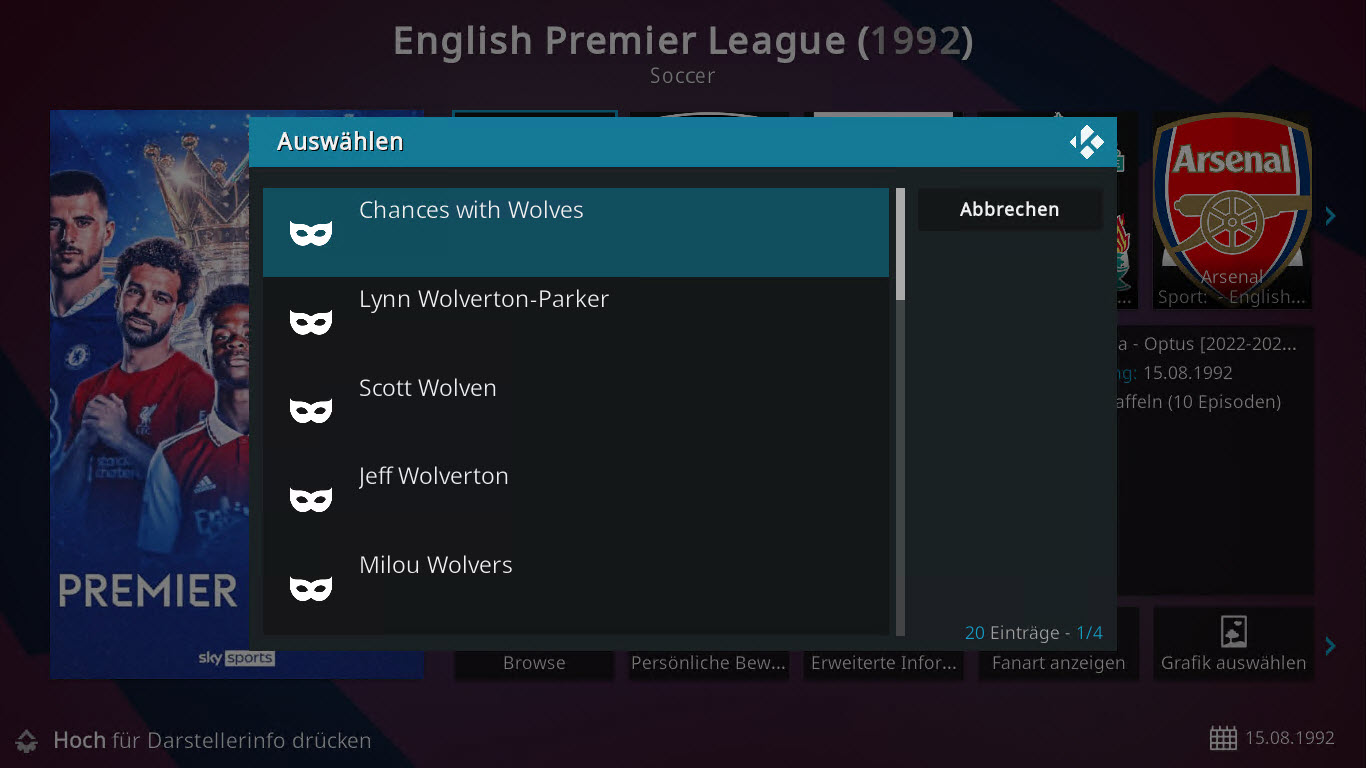 English Premier League (1992)
Soccer
Auswählen
Chances with Wolves
Lynn Wolverton-Parker
Scott Wolven
Jeff Wolverton
Milou Wolvers
Abbrechen
20 Einträge - 1/4
Arsenal
Arsenal
Sport: - English...
a - Optus [2022-202...
ng: 15.08.1992
affeln (10 Episoden)
PREMIER
sky sports
Browse
Persönliche Bew...
Erweiterte Infor...
Fanart anzeigen
Grafik auswählen
Hoch für Darstellerinfo drücken
15.08.1992